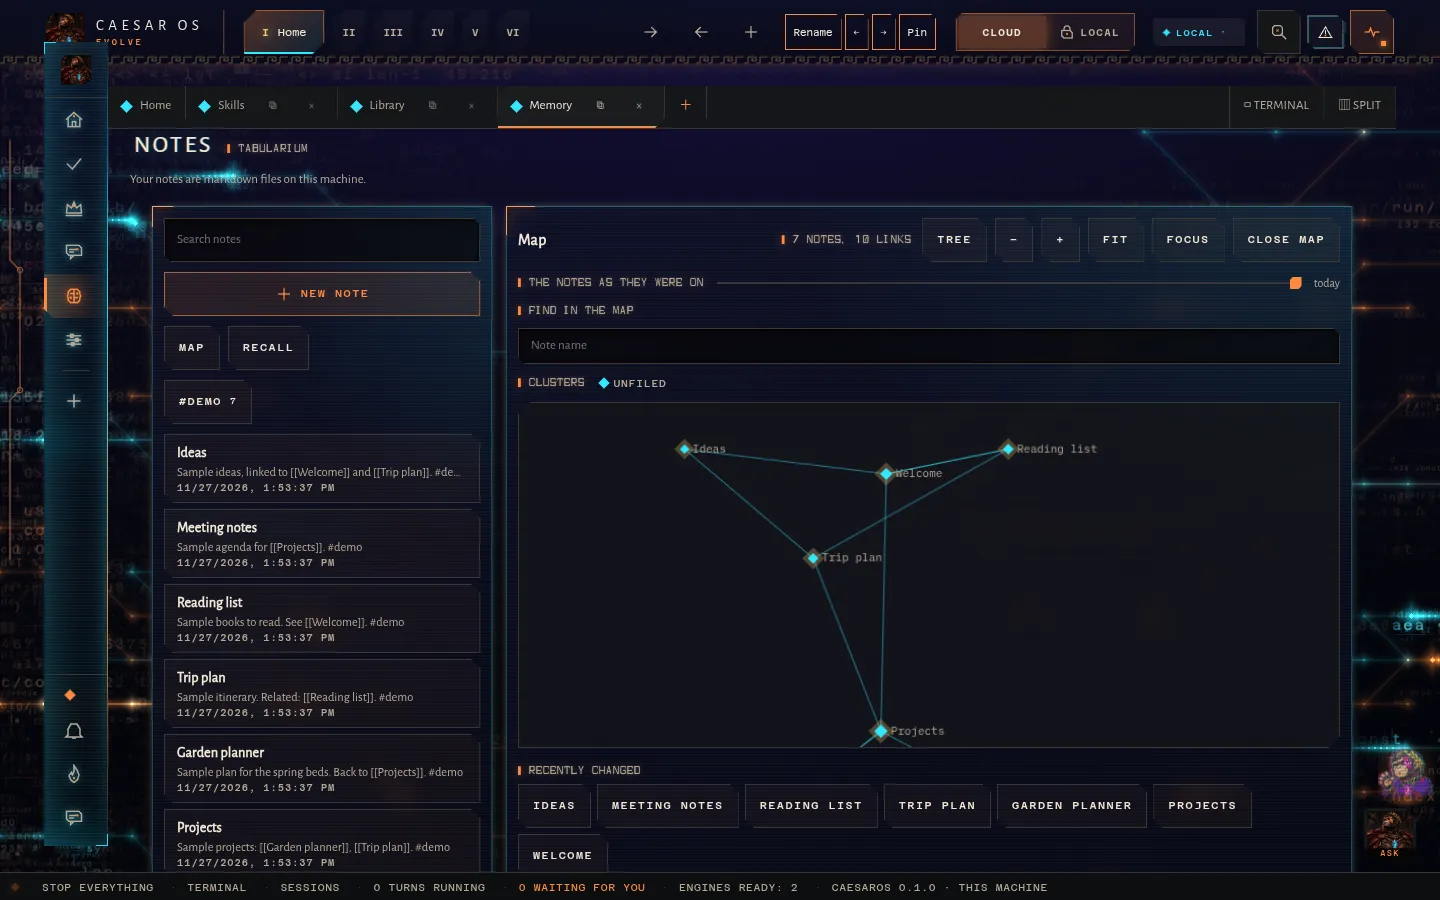 CAESAR OS
EVOLVE
I Home
II
III
IV
V
VI
→
←
+
Rename
←
→
Pin
CLOUD
LOCAL
LOCAL
Home
Skills
×
Library
×
Memory
×
+
TERMINAL
SPLIT
NOTES
TABULARIUM
Your notes are markdown files on this machine.
Search notes
+ NEW NOTE
MAP
RECALL
#DEMO 7
Ideas
Sample ideas, linked to [[Welcome]] and [[Trip plan]]. #de...
11/27/2026, 1:53:37 PM
Meeting notes
Sample agenda for [[Projects]]. #demo
11/27/2026, 1:53:37 PM
Reading list
Sample books to read. See [[Welcome]]. #demo
11/27/2026, 1:53:37 PM
Trip plan
Sample itinerary. Related: [[Reading list]]. #demo
11/27/2026, 1:53:37 PM
Garden planner
Sample plan for the spring beds. Back to [[Projects]]. #demo
11/27/2026, 1:53:37 PM
Projects
Sample projects: [[Garden planner]], [[Trip plan]]. #demo
11/27/2026, 1:53:37 PM
Map
7 NOTES, 10 LINKS
TREE
−
+
FIT
FOCUS
CLOSE MAP
THE NOTES AS THEY WERE ON
today
FIND IN THE MAP
Note name
CLUSTERS
UNFILED
Ideas
Reading list
Welcome
Trip plan
Projects
RECENTLY CHANGED
IDEAS
MEETING NOTES
READING LIST
TRIP PLAN
GARDEN PLANNER
PROJECTS
WELCOME
ASK
STOP EVERYTHING
TERMINAL
SESSIONS
0 TURNS RUNNING
0 WAITING FOR YOU
ENGINES READY: 2
CAESAROS 0.1.0 · THIS MACHINE